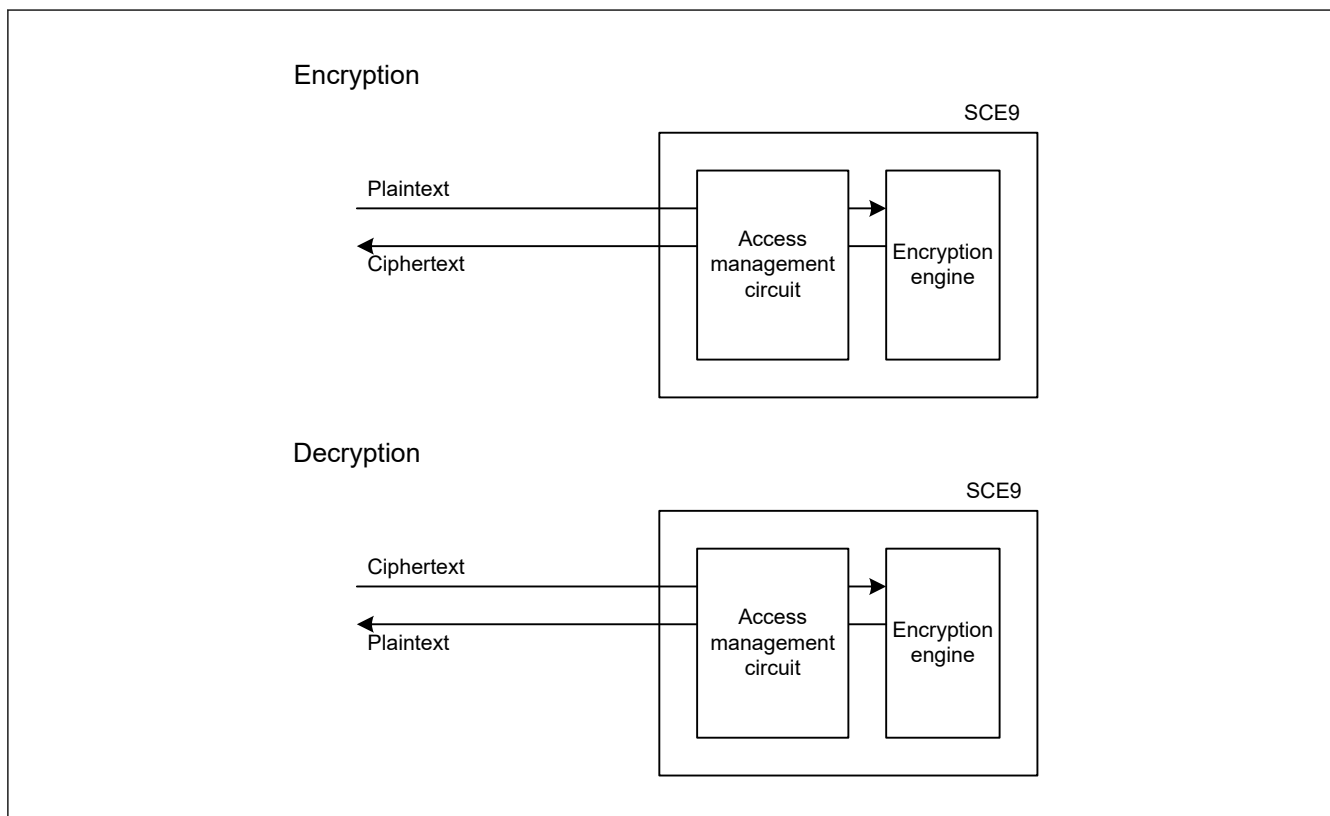 Encryption
SCE9
Plaintext
Ciphertext
Access
management
circuit
Encryption
engine
Decryption
SCE9
Ciphertext
Plaintext
Access
management
circuit
Encryption
engine